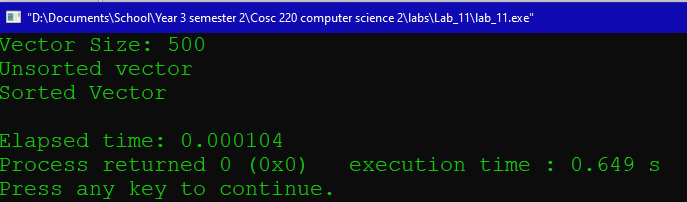 "D:\Documents\School\Year 3 semester 2\Cosc 220 computer science 2\labs\Lab_11\lab_11.exe"
Vector Size: 500
Unsorted vector
Sorted Vector
Elapsed time: 0.000104
Process returned 0 (0x0)   execution time : 0.649 s
Press any key to continue.